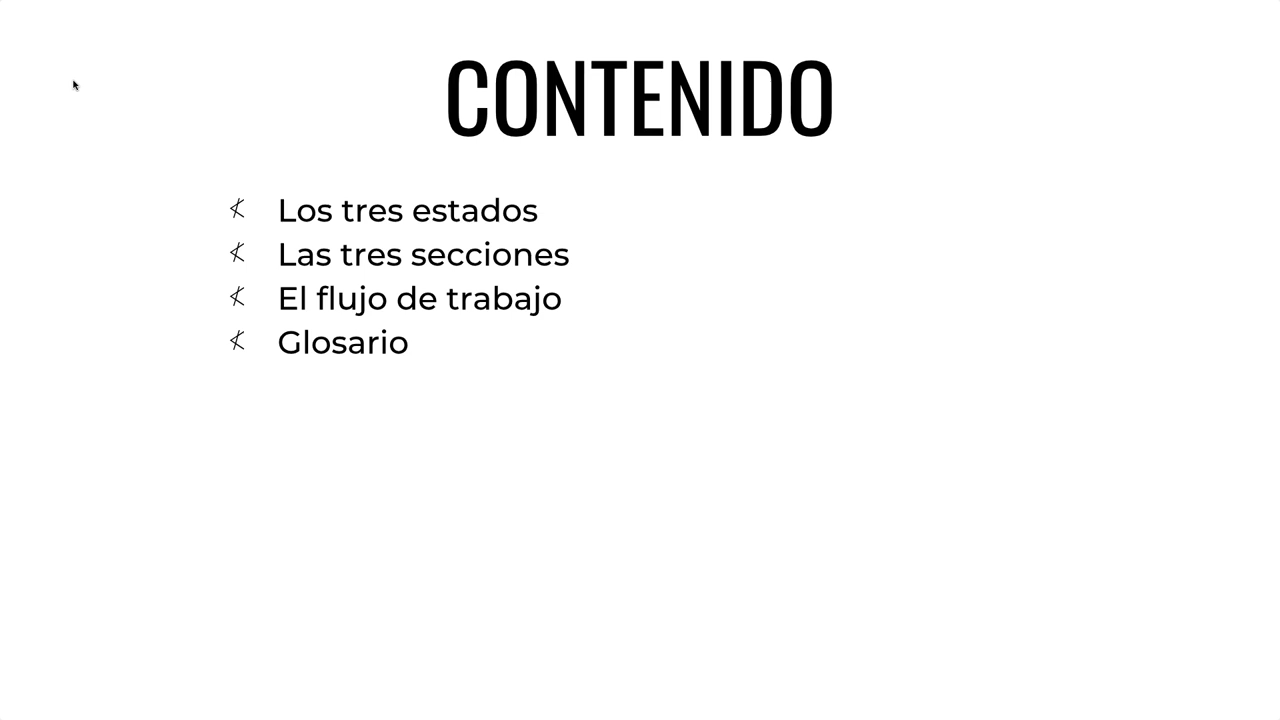 CONTENIDO
Los tres estados
Las tres secciones
El flujo de trabajo
Glosario